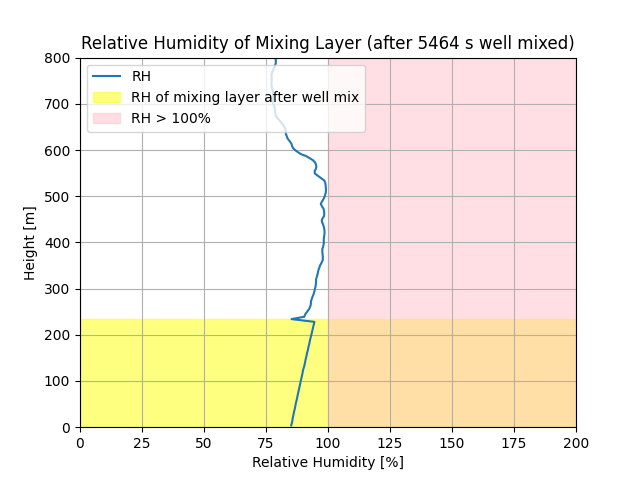 Relative Humidity of Mixing Layer (after 5464 s well mixed)
800
700
600
500
400
300
200
100
0
Height [m]
RH
RH of mixing layer after well mix
RH > 100%
0 25 50 75 100 125 150 175 200
Relative Humidity [%]